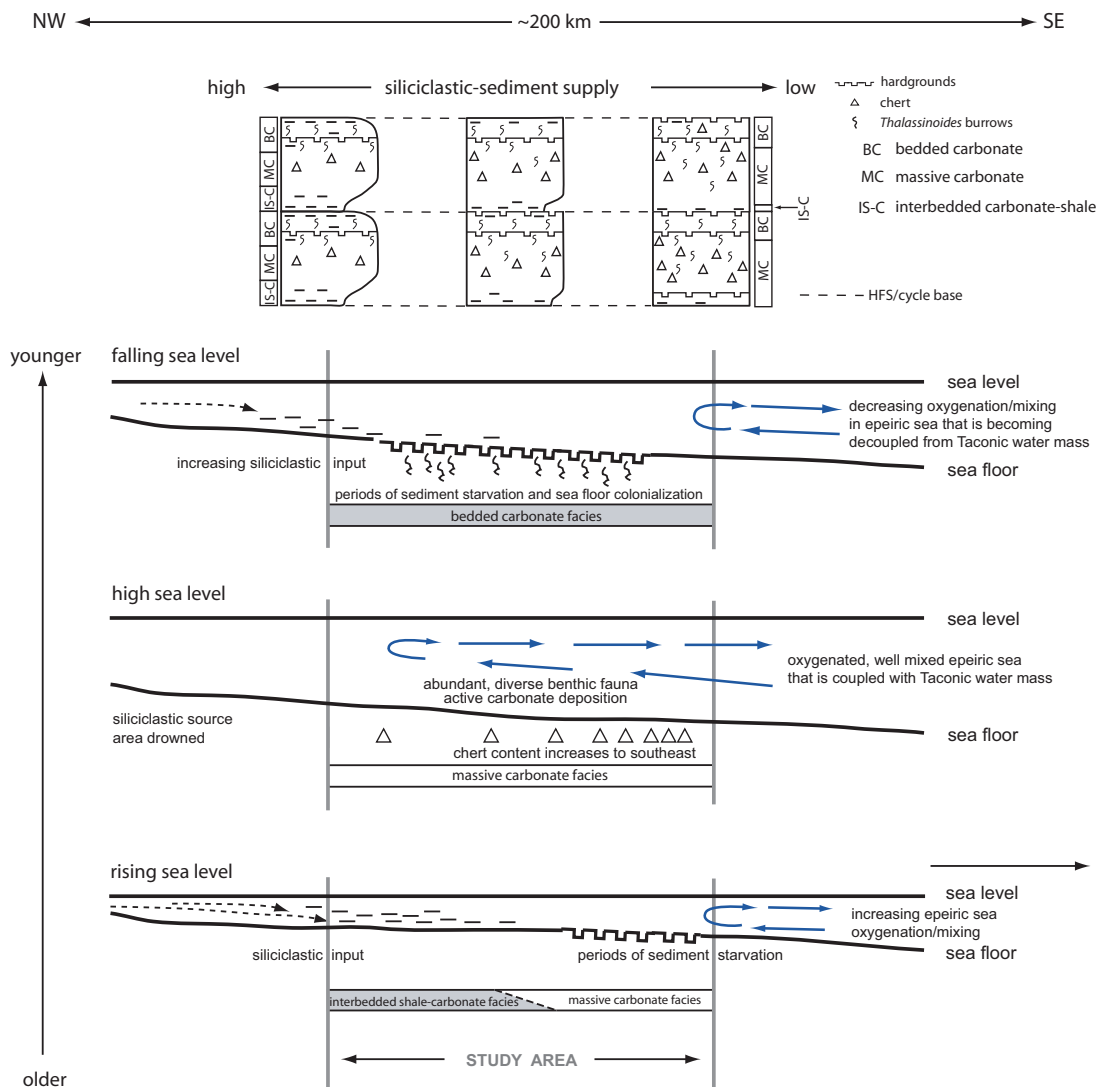 NW ~200 km SE
high siliciclastic-sediment supply low
hardgrounds
chert
Thalassinoides burrows
BC bedded carbonate
MC massive carbonate
IS-C interbedded carbonate-shale
BC
MC
IS-C
BC
MC
IS-C
BC
MC
IS-C
BC
MC
HFS/cycle base
younger
falling sea level
sea level
decreasing oxygenation/mixing
in epeiric sea that is becoming
decoupled from Taconic water mass
increasing siliciclastic input
sea floor
periods of sediment starvation and sea floor colonialization
bedded carbonate facies
high sea level
sea level
oxygenated, well mixed epeiric sea
that is coupled with Taconic water mass
abundant, diverse benthic fauna
active carbonate deposition
siliciclastic source
area drowned
sea floor
chert content increases to southeast
massive carbonate facies
rising sea level
sea level
increasing epeiric sea
oxygenation/mixing
siliciclastic input
periods of sediment starvation
sea floor
interbedded shale-carbonate facies
massive carbonate facies
STUDY AREA
older